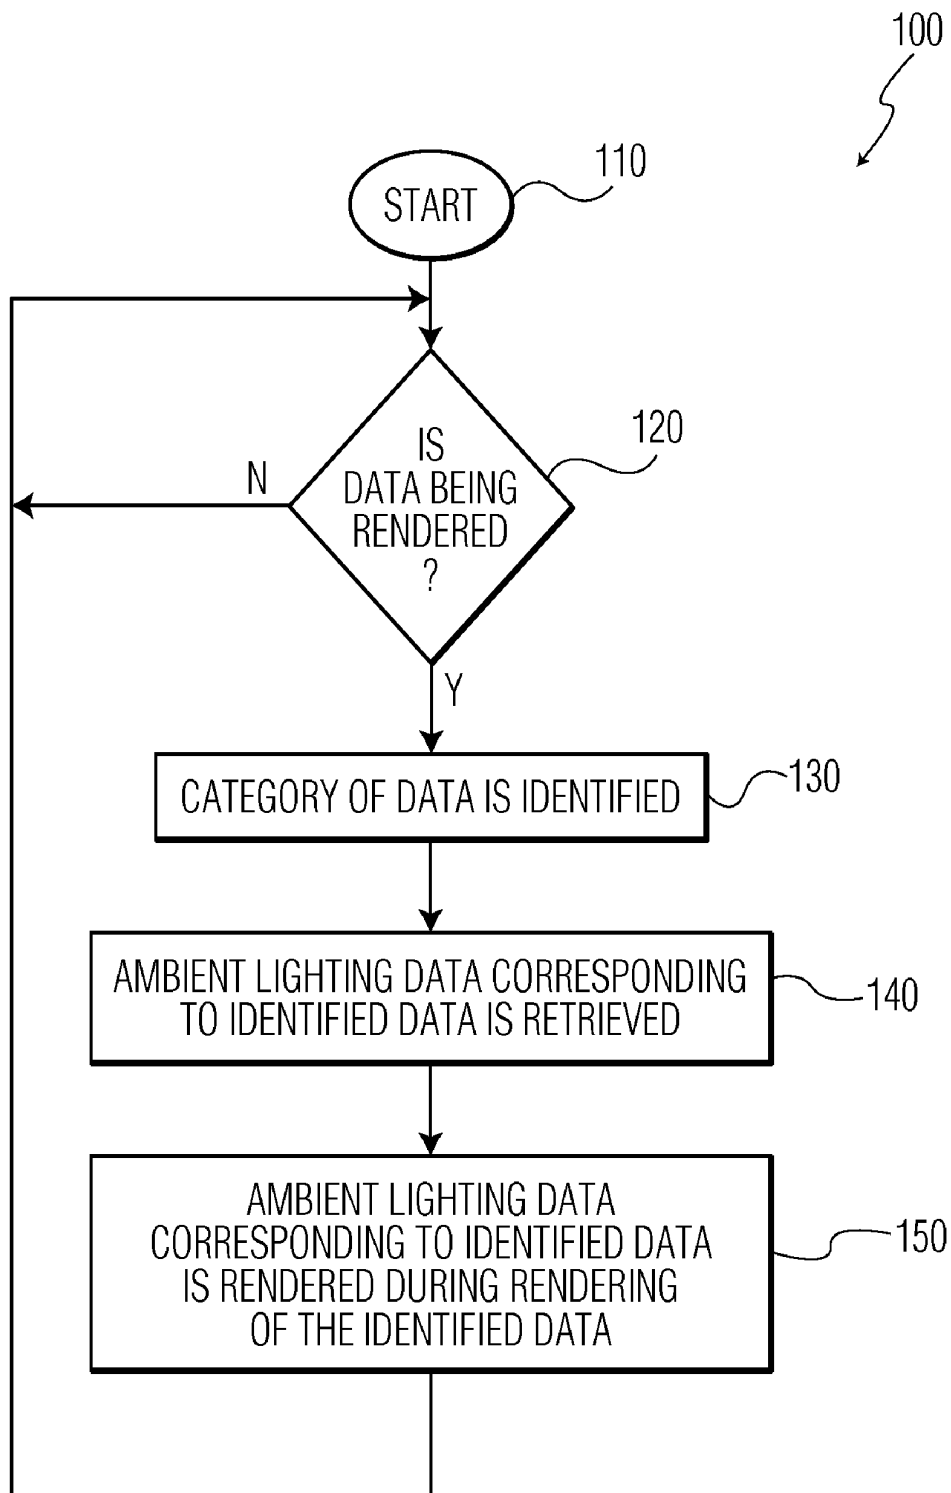 100
110
START
120
IS
DATA BEING
RENDERED
?
N
Y
130
CATEGORY OF DATA IS IDENTIFIED
AMBIENT LIGHTING DATA CORRESPONDING
TO IDENTIFIED DATA IS RETRIEVED
140
AMBIENT LIGHTING DATA
CORRESPONDING TO IDENTIFIED DATA
IS RENDERED DURING RENDERING
OF THE IDENTIFIED DATA
150